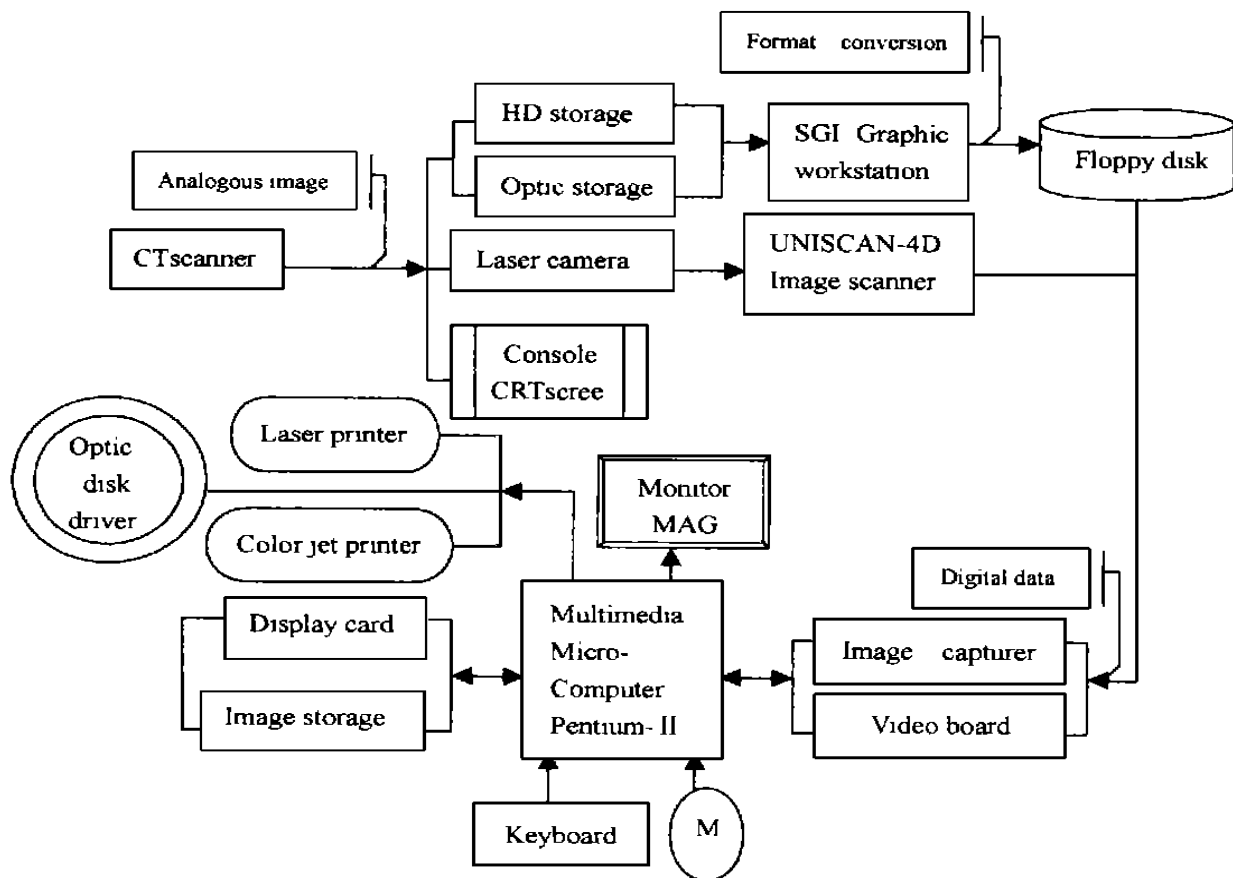 Format conversion
HD storage
SGI Graphic
workstation
Floppy disk
Analogous image
Optic storage
CTscanner
Laser camera
UNISCAN-4D
Image scanner
Console
CRTscree
Laser printer
Optic
disk
driver
Monitor
MAG
Color jet printer
Digital data
Display card
Multimedia
Micro-
Computer
Pentium-II
Image capturer
Image storage
Video board
Keyboard
M